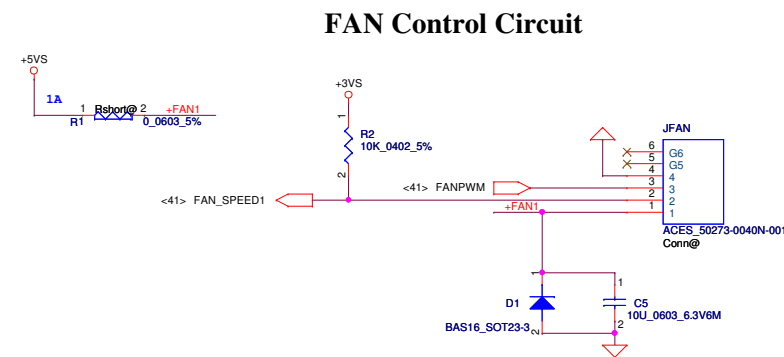 FAN Control Circuit
+5VS
1A
1 Rshort@ 2 +FAN1
R1 0_0603_5%
+3VS
1
R2
10K_0402_5%
2
<41> FAN_SPEED1
<41> FANPWM
+FAN1
JFAN
6 G6
5 G5
4 4
3 3
2 2
1 1
ACES_50273-0040N-001
Conn@
1
D1
BAS16_SOT23-3
2
1
C5
10U_0603_6.3V6M
2